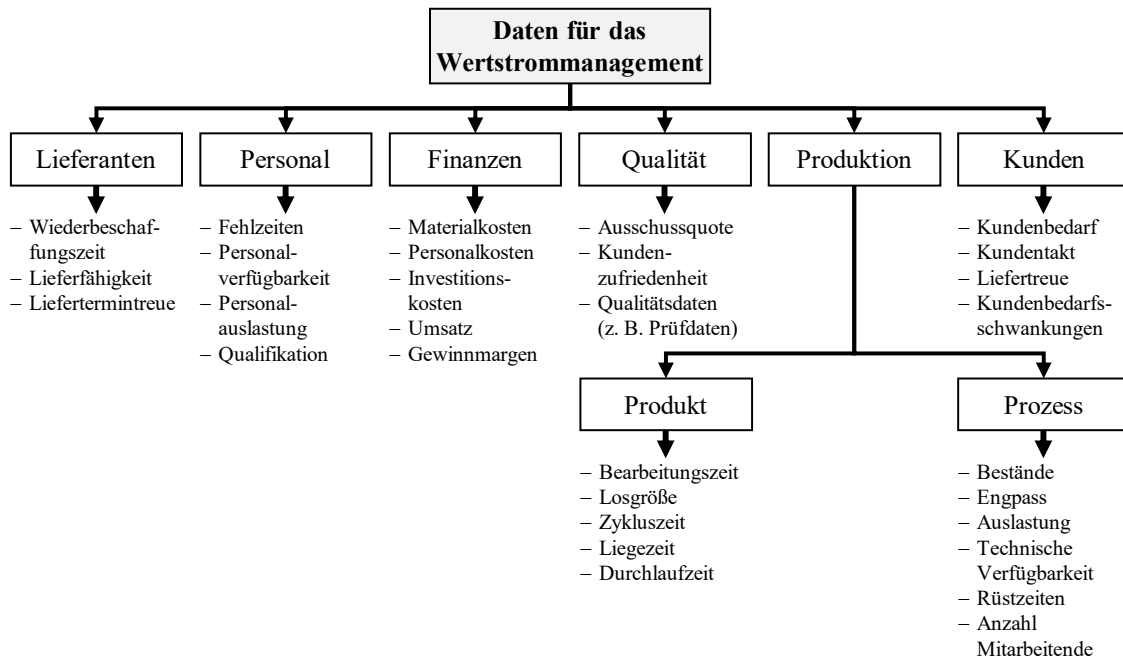 Daten für das
Wertstrommanagement
Lieferanten
Personal
Finanzen
Qualität
Produktion
Kunden
– Wiederbeschaf-
fungszeit
– Lieferfähigkeit
– Liefertermintreue
– Fehlzeiten
– Personal-
verfügbarkeit
– Personal-
auslastung
– Qualifikation
– Materialkosten
– Personalkosten
– Investitions-
kosten
– Umsatz
– Gewinnmargen
– Ausschussquote
– Kunden-
zufriedenheit
– Qualitätsdaten
(z. B. Prüfdaten)
– Kundenbedarf
– Kundentakt
– Liefertreue
– Kundenbedarfs-
schwankungen
Produkt
Prozess
– Bearbeitungszeit
– Losgröße
– Zykluszeit
– Liegezeit
– Durchlaufzeit
– Bestände
– Engpass
– Auslastung
– Technische
Verfügbarkeit
– Rüstzeiten
– Anzahl
Mitarbeitende